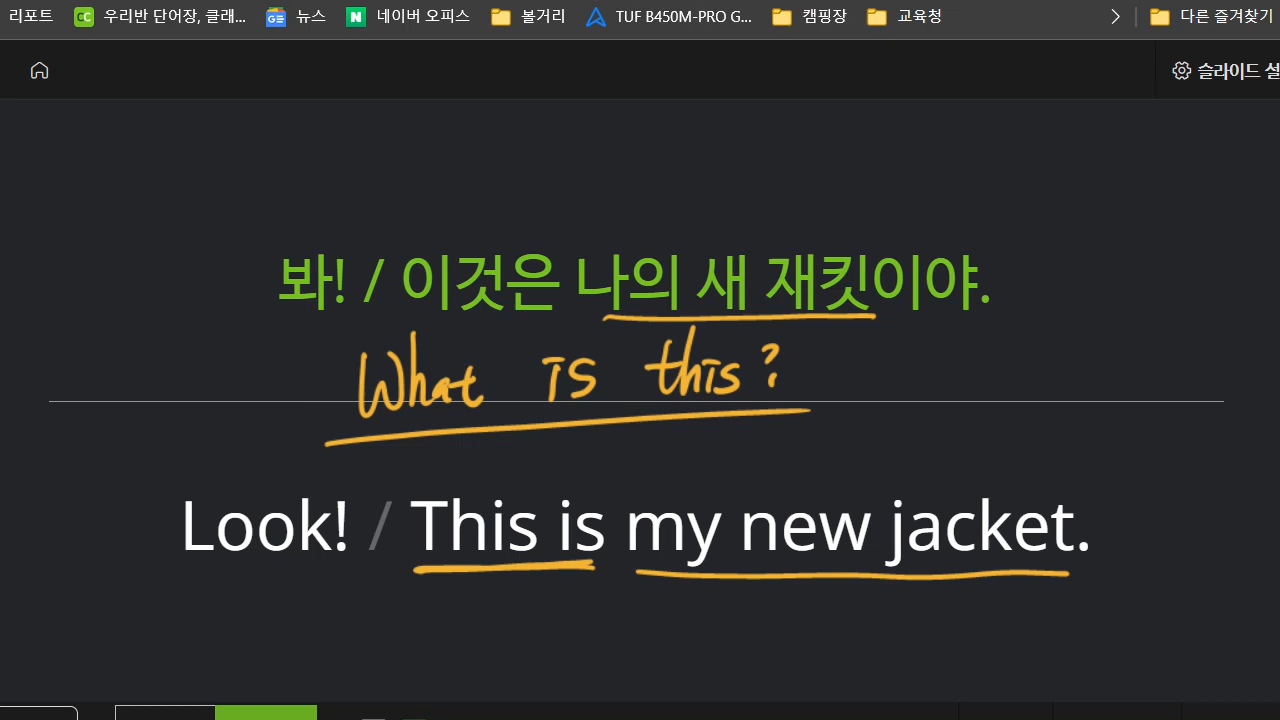 리포트 우리반 단어장, 클래... 뉴스 네이버 오피스 볼거리 TUF B450M-PRO G... 캠핑장 교육청 다른 즐겨찾기
슬라이드 설
봐! / 이것은 나의 새 재킷이야.
What is this?
Look! / This is my new jacket.